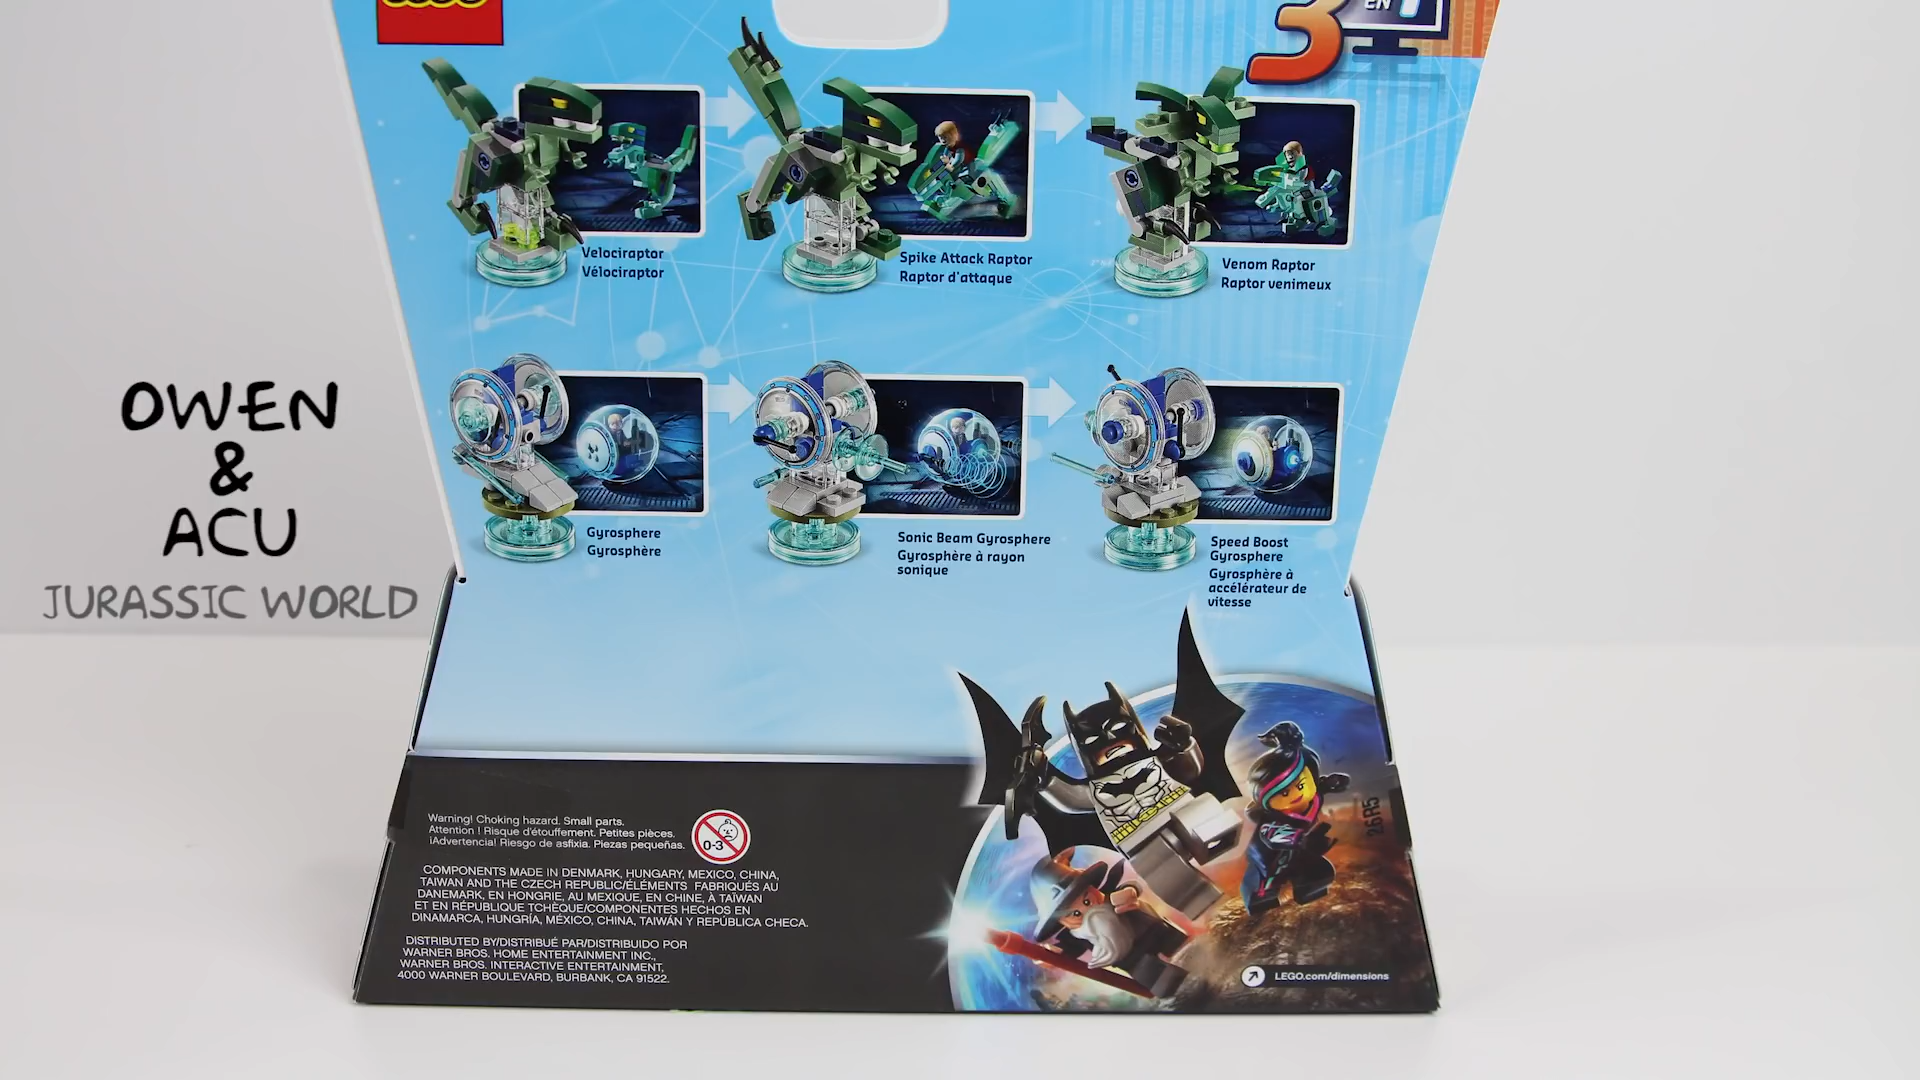 LEGO
3
EN 1
Velociraptor
Vélociraptor
Spike Attack Raptor
Raptor d'attaque
Venom Raptor
Raptor venimeux
OWEN
&
ACU
JURASSIC WORLD
Gyrosphere
Gyrosphère
Sonic Beam Gyrosphere
Gyrosphère à rayon
sonique
Speed Boost
Gyrosphere
Gyrosphère à
accélérateur de
vitesse
Warning! Choking hazard. Small parts.
Attention ! Risque d'étouffement. Petites pièces.
¡Advertencia! Riesgo de asfixia. Piezas pequeñas.
0-3
COMPONENTS MADE IN DENMARK, HUNGARY, MEXICO, CHINA,
TAIWAN AND THE CZECH REPUBLIC/ÉLÉMENTS FABRIQUÉS AU
DANEMARK, EN HONGRIE, AU MEXIQUE, EN CHINE, À TAÏWAN
ET EN RÉPUBLIQUE TCHÈQUE/COMPONENTES HECHOS EN
DINAMARCA, HUNGRÍA, MÉXICO, CHINA, TAIWÁN Y REPÚBLICA CHECA.
DISTRIBUTED BY/DISTRIBUÉ PAR/DISTRIBUIDO POR
WARNER BROS. HOME ENTERTAINMENT INC.,
WARNER BROS. INTERACTIVE ENTERTAINMENT,
4000 WARNER BOULEVARD, BURBANK, CA 91522.
26R5
LEGO.com/dimensions